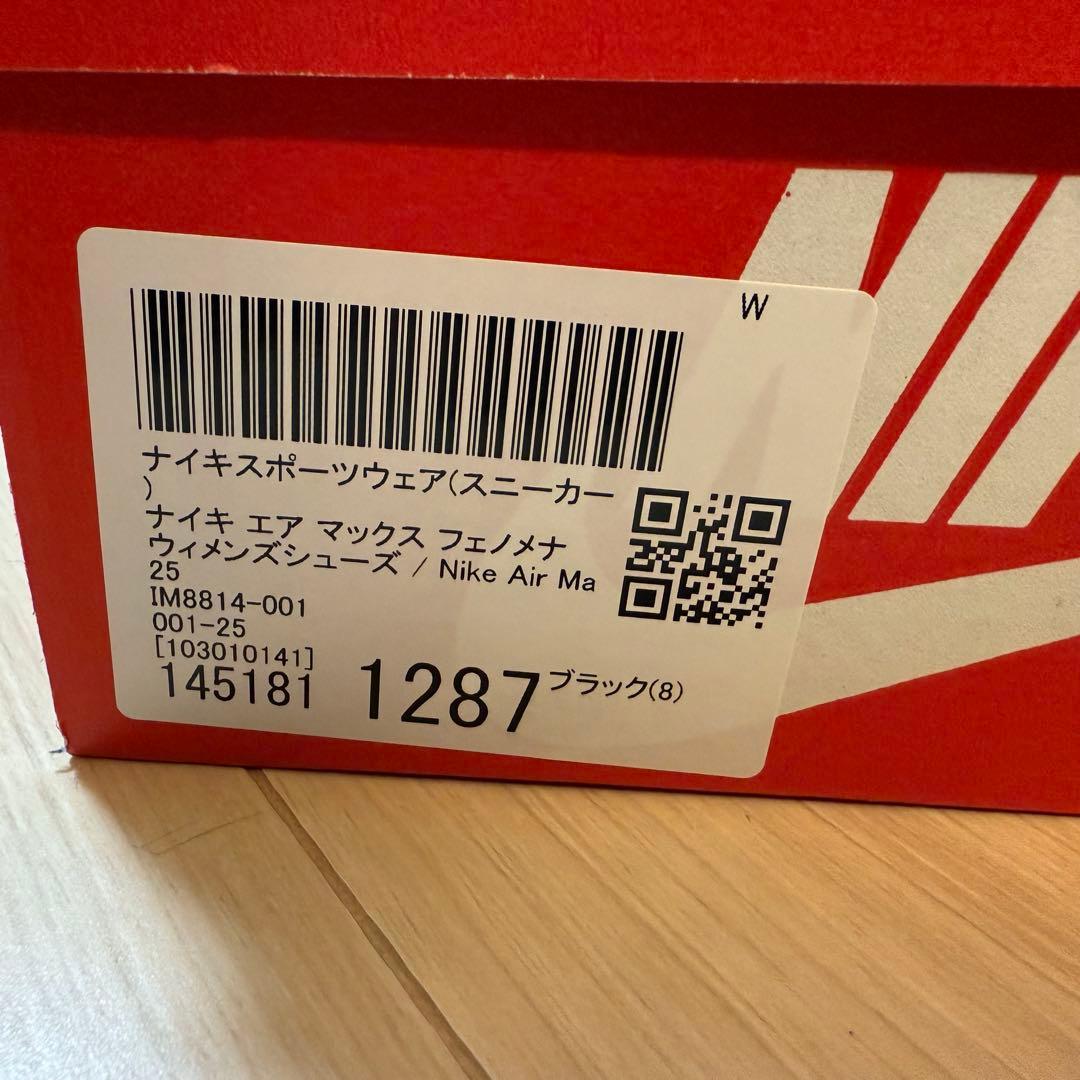 W
ナイキスポーツウェア(スニーカー
)
ナイキ エア マックス フェノメナ
ウィメンズシューズ / Nike Air Ma
25
IM8814-001
001-25
[103010141]
145181 1287 ブラック(8)